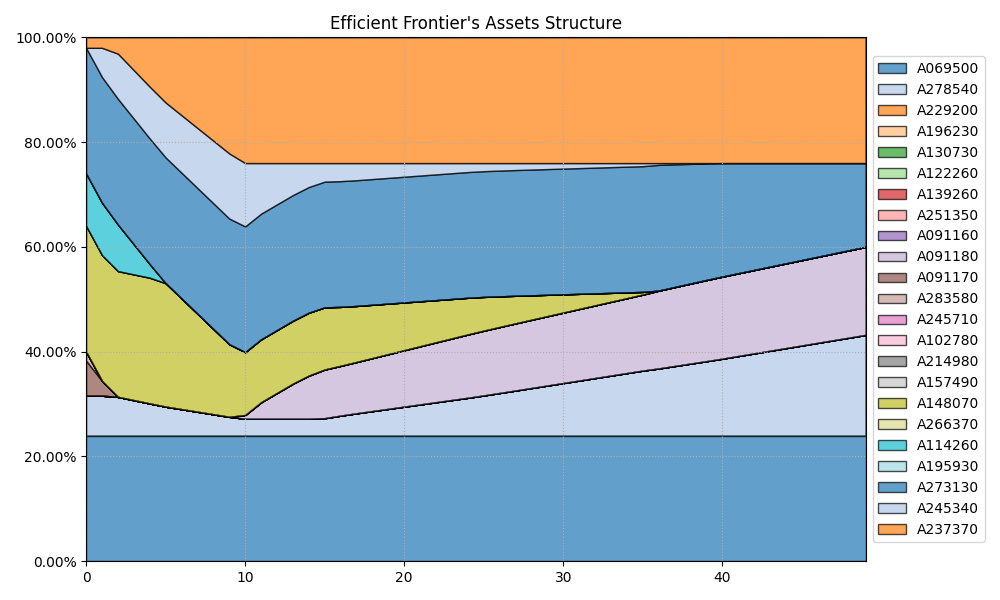 Efficient Frontier's Assets Structure
100.00%
80.00%
60.00%
40.00%
20.00%
0.00%
0 10 20 30 40
A069500
A278540
A229200
A196230
A130730
A122260
A139260
A251350
A091160
A091180
A091170
A283580
A245710
A102780
A214980
A157490
A148070
A266370
A114260
A195930
A273130
A245340
A237370